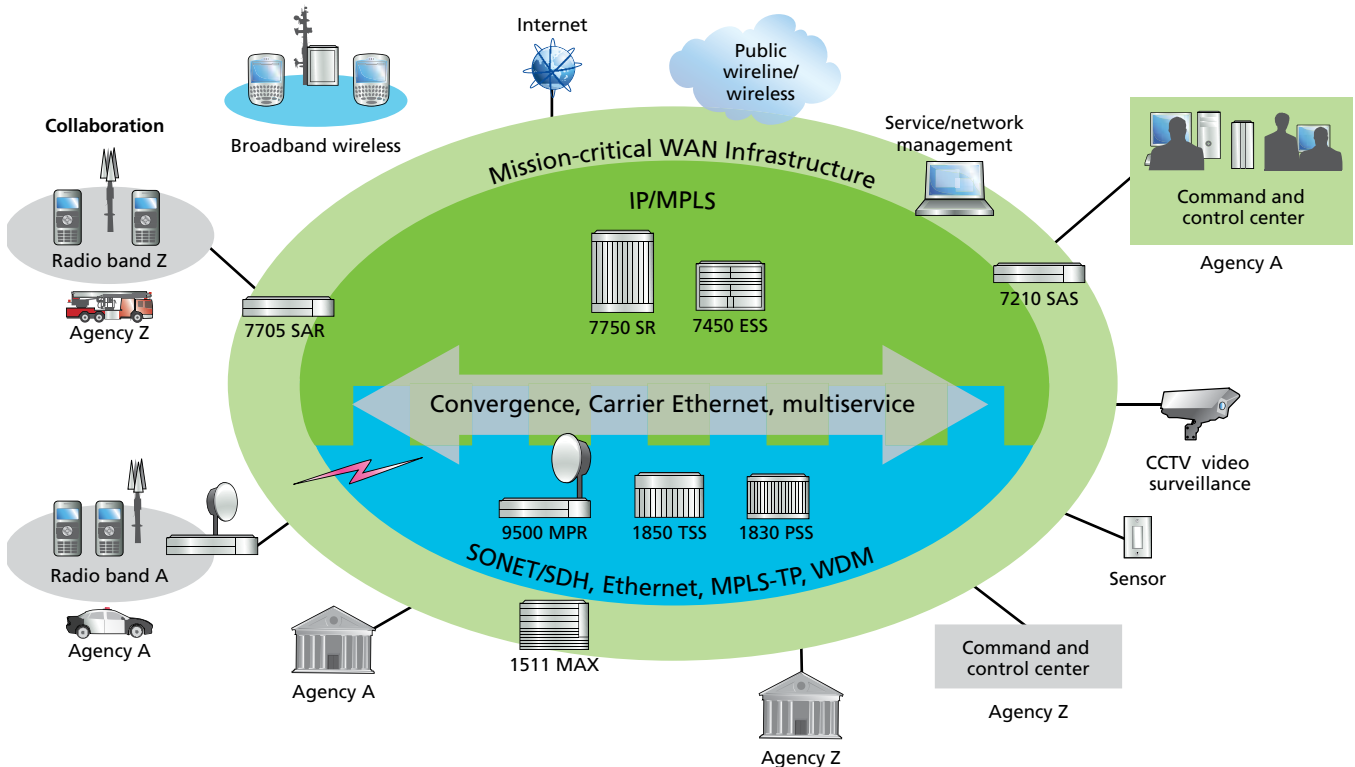 Internet
Public
wireline/
wireless
Service/network
management
Collaboration
Broadband wireless
Mission-critical WAN Infrastructure
IP/MPLS
Command and
control center
Agency A
Radio band Z
Agency Z
7705 SAR
7750 SR
7450 ESS
7210 SAS
Convergence, Carrier Ethernet, multiservice
CCTV video
surveillance
9500 MPR
1850 TSS
1830 PSS
SONET/SDH, Ethernet, MPLS-TP, WDM
Radio band A
Agency A
Sensor
1511 MAX
Agency A
Command and
control center
Agency Z
Agency Z